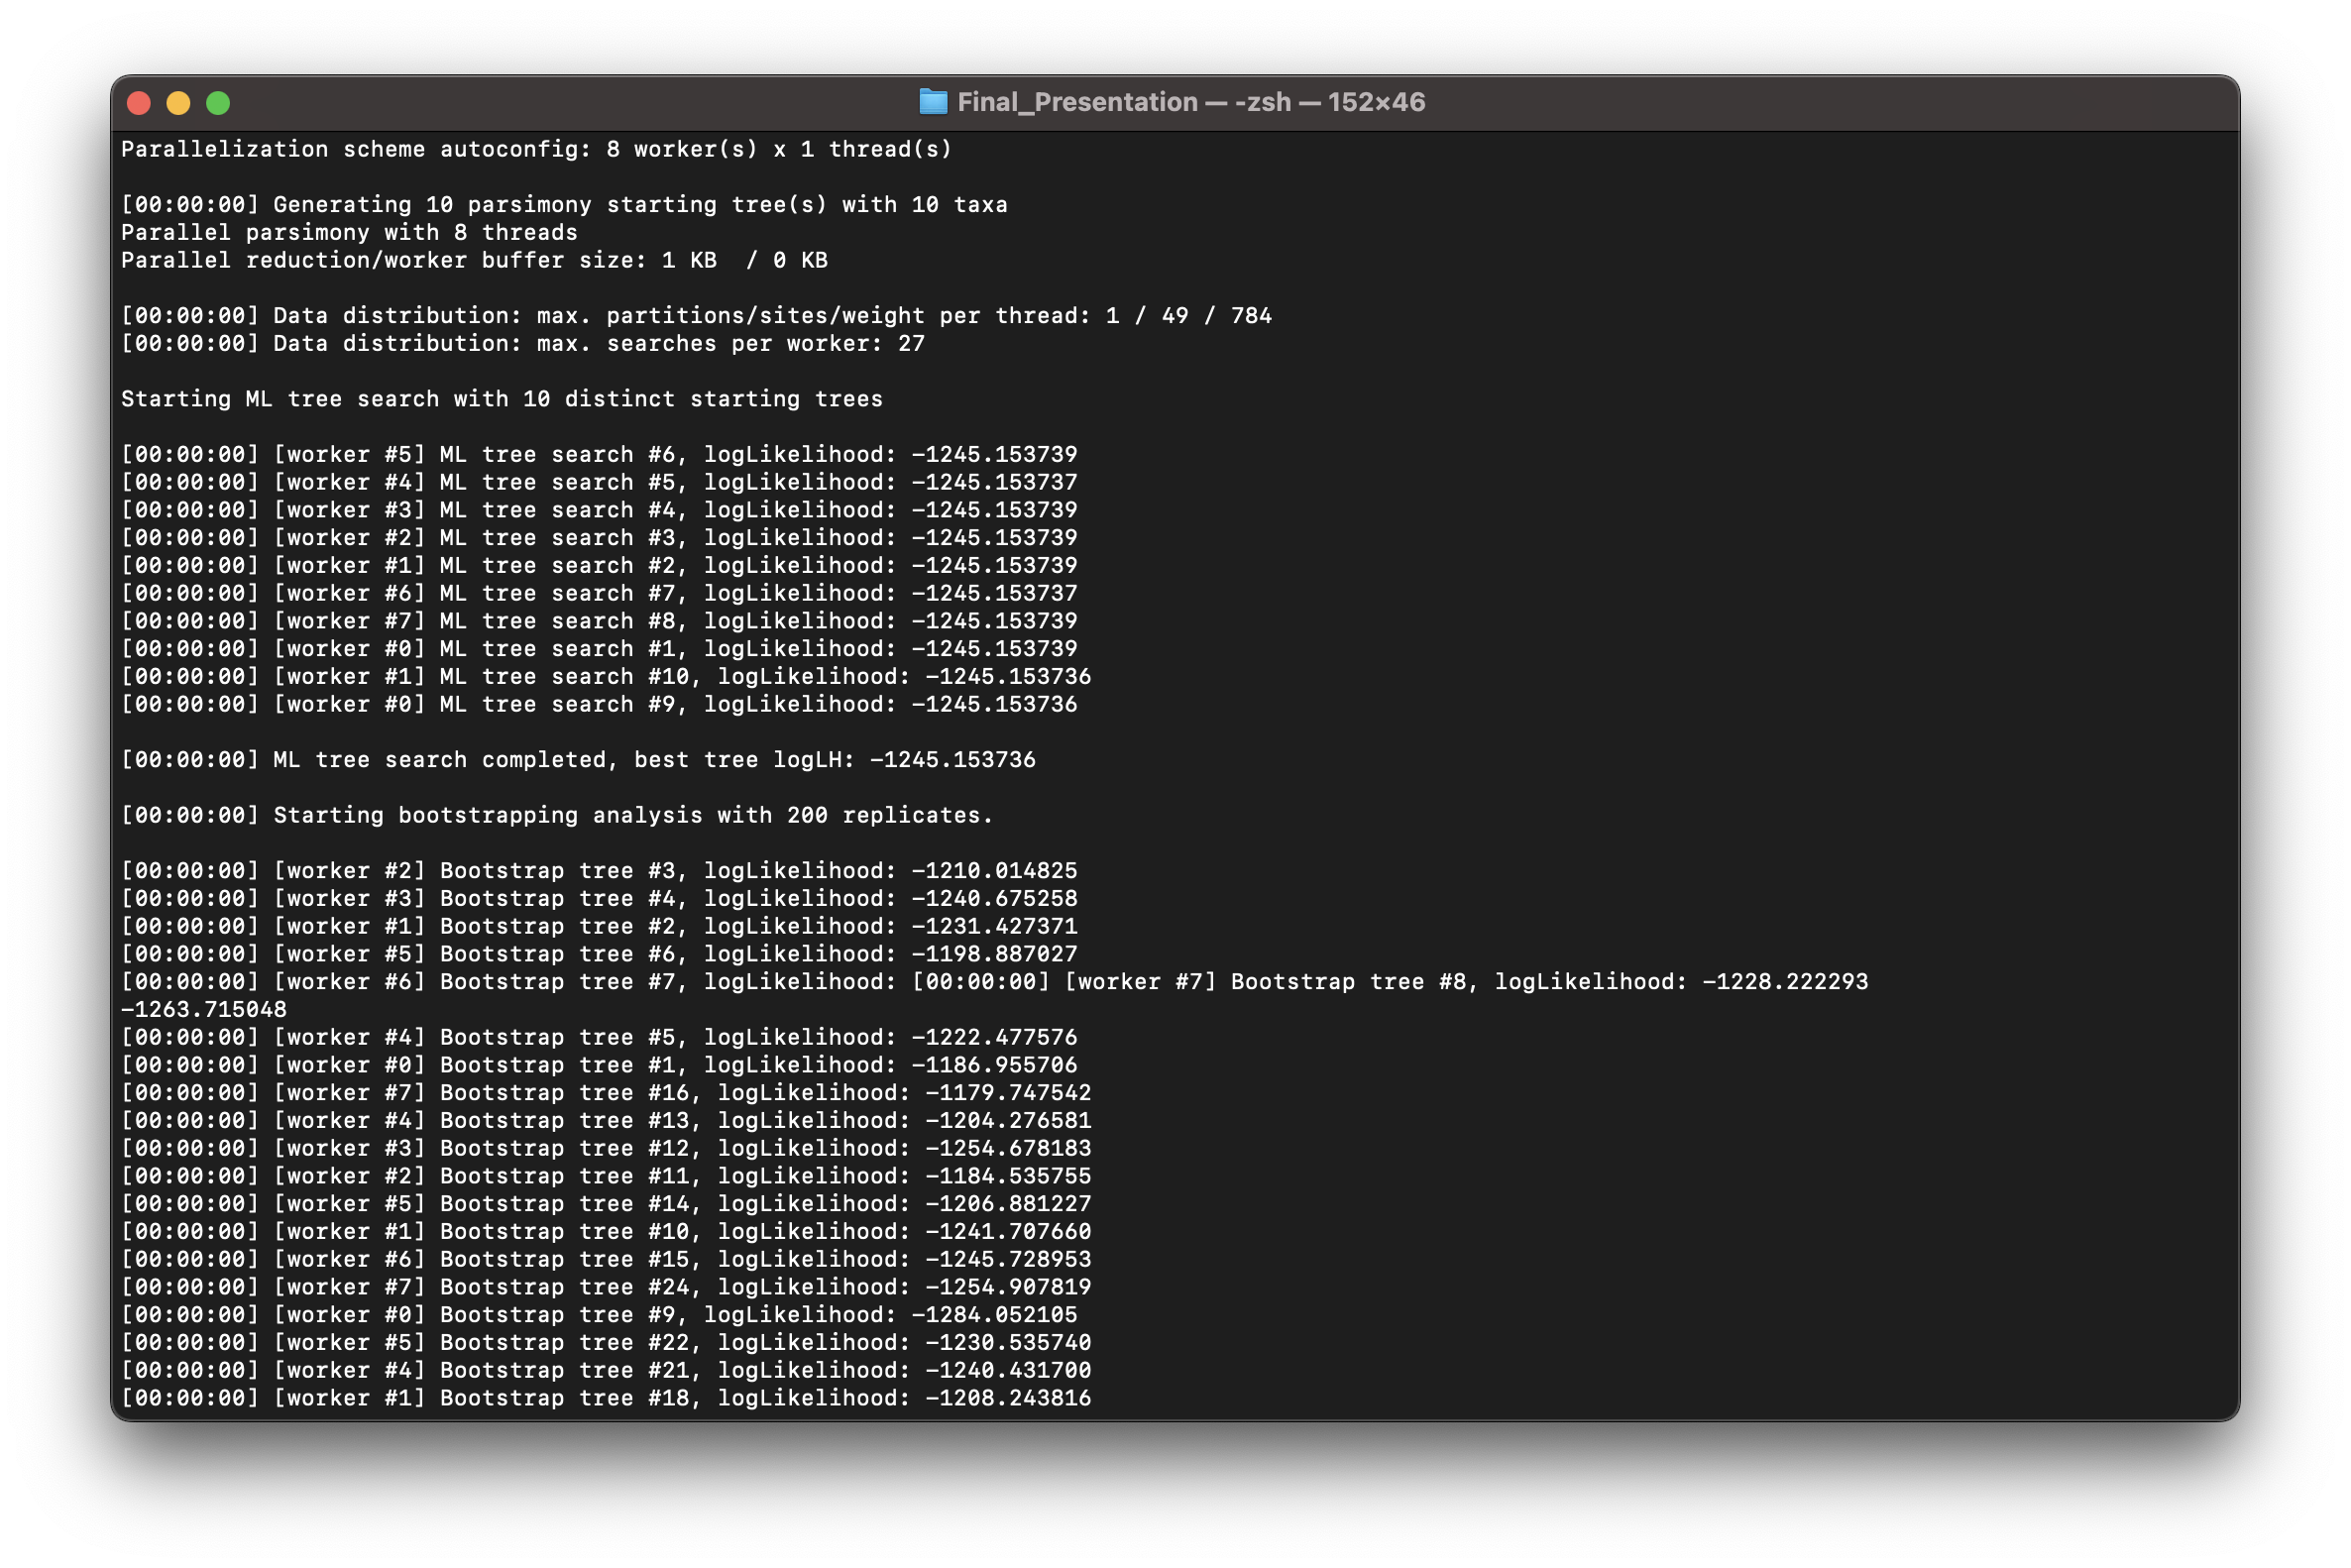 Final_Presentation — -zsh — 152×46
Parallelization scheme autoconfig: 8 worker(s) x 1 thread(s)
[00:00:00] Generating 10 parsimony starting tree(s) with 10 taxa
Parallel parsimony with 8 threads
Parallel reduction/worker buffer size: 1 KB  / 0 KB
[00:00:00] Data distribution: max. partitions/sites/weight per thread: 1 / 49 / 784
[00:00:00] Data distribution: max. searches per worker: 27
Starting ML tree search with 10 distinct starting trees
[00:00:00] [worker #5] ML tree search #6, logLikelihood: -1245.153739
[00:00:00] [worker #4] ML tree search #5, logLikelihood: -1245.153737
[00:00:00] [worker #3] ML tree search #4, logLikelihood: -1245.153739
[00:00:00] [worker #2] ML tree search #3, logLikelihood: -1245.153739
[00:00:00] [worker #1] ML tree search #2, logLikelihood: -1245.153739
[00:00:00] [worker #6] ML tree search #7, logLikelihood: -1245.153737
[00:00:00] [worker #7] ML tree search #8, logLikelihood: -1245.153739
[00:00:00] [worker #0] ML tree search #1, logLikelihood: -1245.153739
[00:00:00] [worker #1] ML tree search #10, logLikelihood: -1245.153736
[00:00:00] [worker #0] ML tree search #9, logLikelihood: -1245.153736
[00:00:00] ML tree search completed, best tree logLH: -1245.153736
[00:00:00] Starting bootstrapping analysis with 200 replicates.
[00:00:00] [worker #2] Bootstrap tree #3, logLikelihood: -1210.014825
[00:00:00] [worker #3] Bootstrap tree #4, logLikelihood: -1240.675258
[00:00:00] [worker #1] Bootstrap tree #2, logLikelihood: -1231.427371
[00:00:00] [worker #5] Bootstrap tree #6, logLikelihood: -1198.887027
[00:00:00] [worker #6] Bootstrap tree #7, logLikelihood: [00:00:00] [worker #7] Bootstrap tree #8, logLikelihood: -1228.222293
-1263.715048
[00:00:00] [worker #4] Bootstrap tree #5, logLikelihood: -1222.477576
[00:00:00] [worker #0] Bootstrap tree #1, logLikelihood: -1186.955706
[00:00:00] [worker #7] Bootstrap tree #16, logLikelihood: -1179.747542
[00:00:00] [worker #4] Bootstrap tree #13, logLikelihood: -1204.276581
[00:00:00] [worker #3] Bootstrap tree #12, logLikelihood: -1254.678183
[00:00:00] [worker #2] Bootstrap tree #11, logLikelihood: -1184.535755
[00:00:00] [worker #5] Bootstrap tree #14, logLikelihood: -1206.881227
[00:00:00] [worker #1] Bootstrap tree #10, logLikelihood: -1241.707660
[00:00:00] [worker #6] Bootstrap tree #15, logLikelihood: -1245.728953
[00:00:00] [worker #7] Bootstrap tree #24, logLikelihood: -1254.907819
[00:00:00] [worker #0] Bootstrap tree #9, logLikelihood: -1284.052105
[00:00:00] [worker #5] Bootstrap tree #22, logLikelihood: -1230.535740
[00:00:00] [worker #4] Bootstrap tree #21, logLikelihood: -1240.431700
[00:00:00] [worker #1] Bootstrap tree #18, logLikelihood: -1208.243816